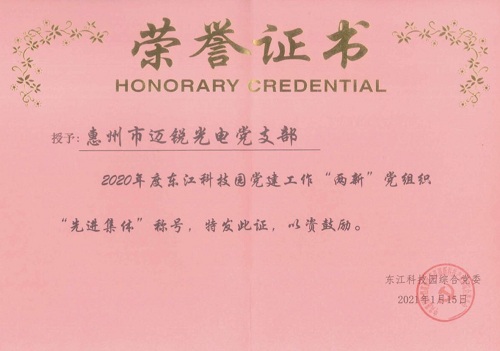 荣誉证书
HONORARY CREDENTIAL
授予：惠州市迈锐光电党支部
2020年度东江科技园党建工作“两新”党组织
“先进集体”称号，特发此证，以资鼓励。
东江科技园综合党委
2021年1月15日